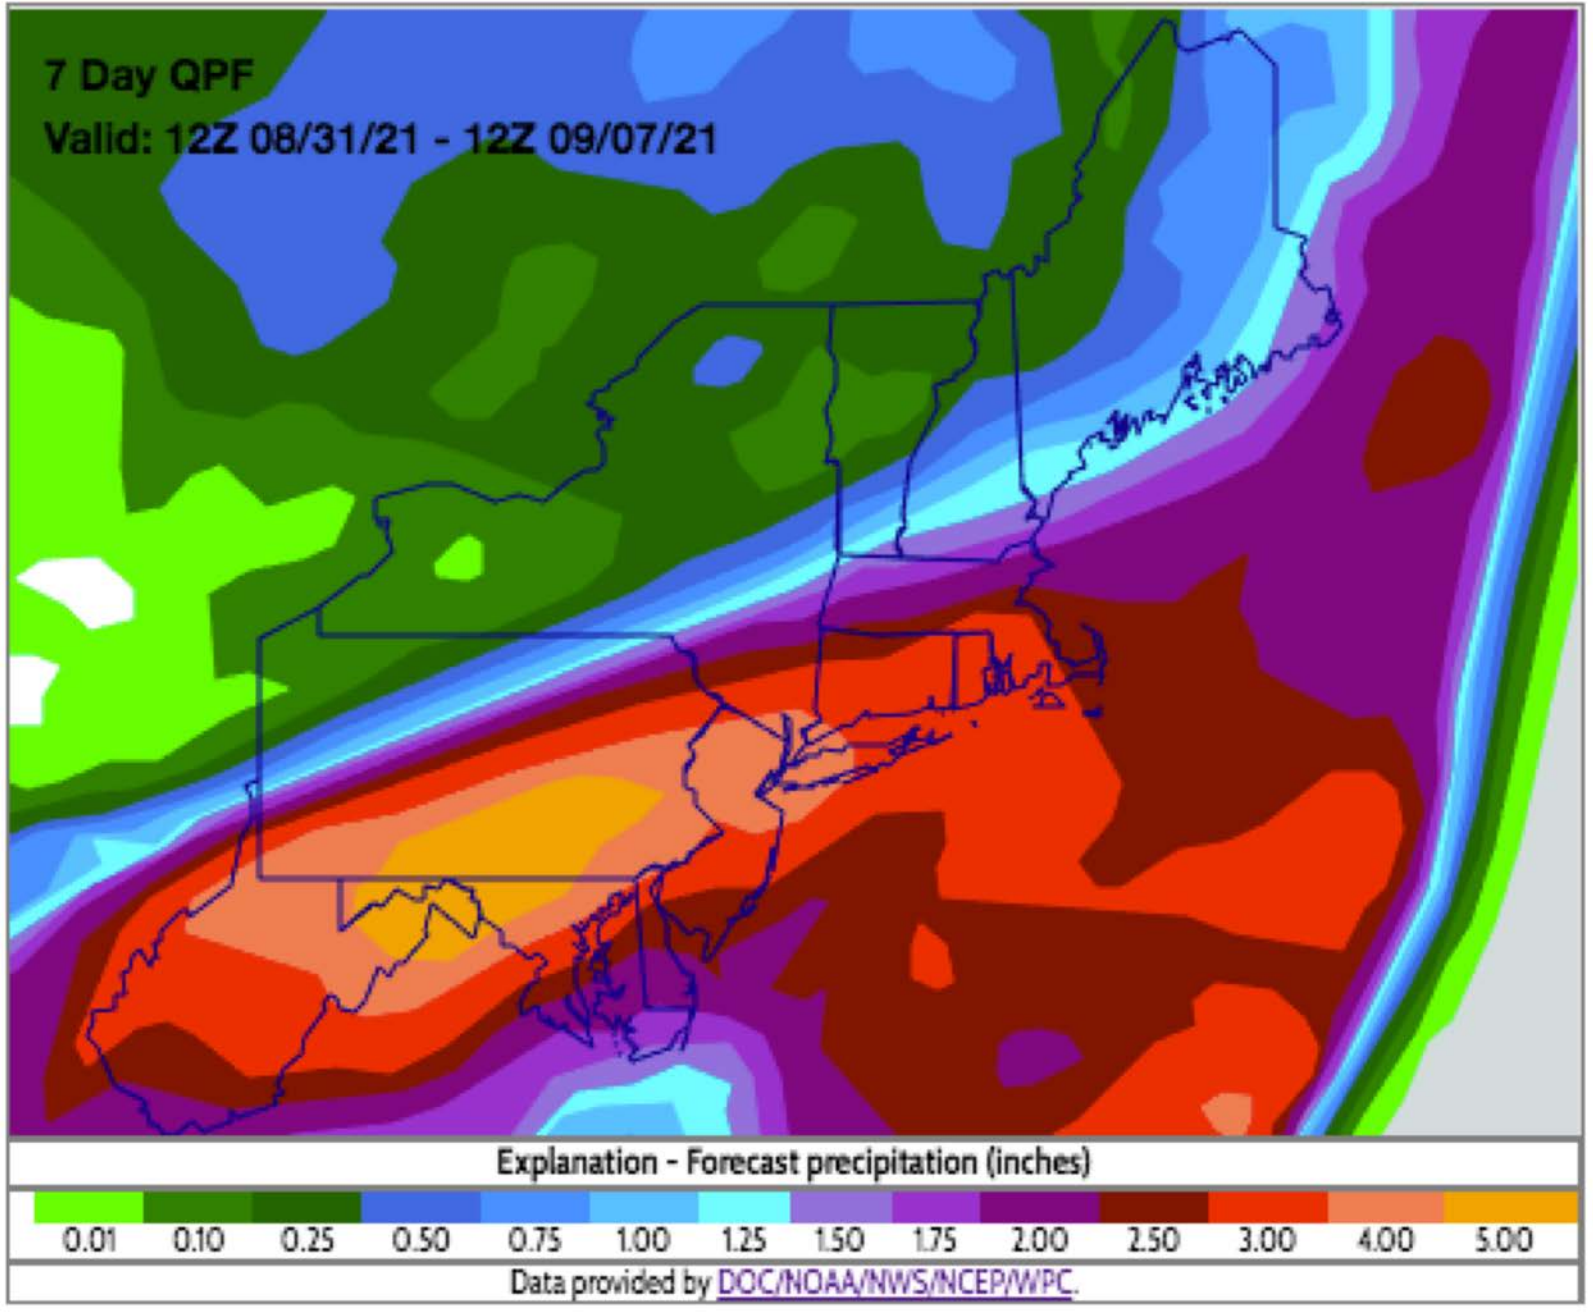 7 Day QPF
Valid: 12Z 08/31/21 - 12Z 09/07/21
Explanation - Forecast precipitation (inches)
0.01 0.10 0.25 0.50 0.75 1.00 1.25 1.50 1.75 2.00 2.50 3.00 4.00 5.00
Data provided by DOC/NOAA/NWS/NCEP/WPC.